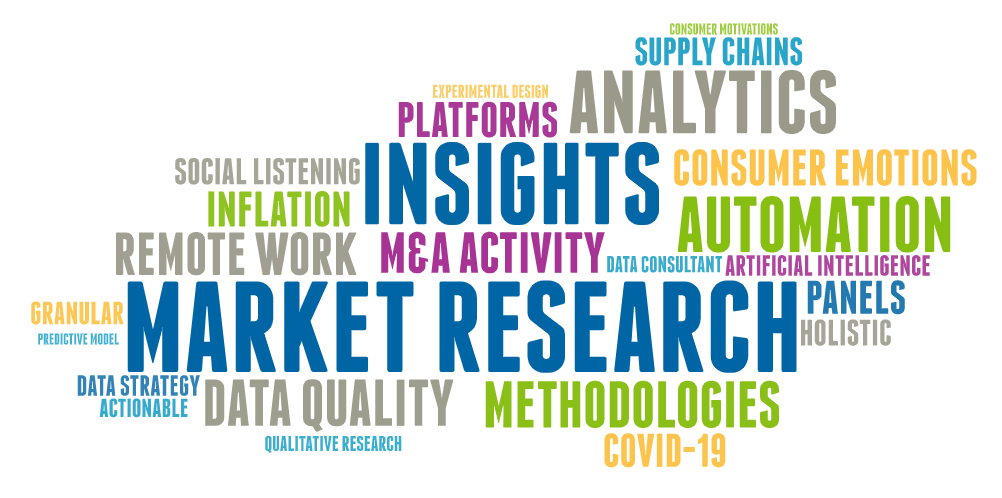 CONSUMER MOTIVATIONS
SUPPLY CHAINS
ANALYTICS
EXPERIMENTAL DESIGN
PLATFORMS
INSIGHTS
CONSUMER EMOTIONS
SOCIAL LISTENING
INFLATION
AUTOMATION
REMOTE WORK
M&A ACTIVITY
DATA CONSULTANT
ARTIFICIAL INTELLIGENCE
GRANULAR
MARKET RESEARCH
PANELS
HOLISTIC
PREDICTIVE MODEL
DATA STRATEGY
ACTIONABLE
DATA QUALITY
METHODOLOGIES
QUALITATIVE RESEARCH
COVID-19